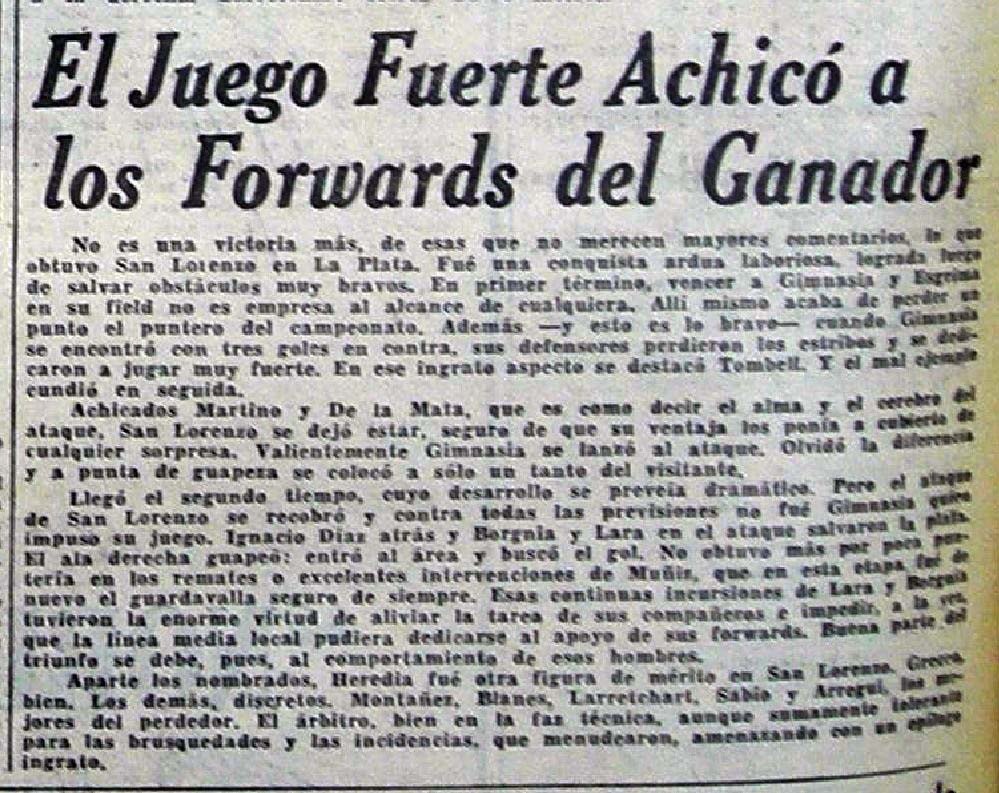 El Juego Fuerte Achicó a
los Forwards del Ganador
No es una victoria más, de esas que no merecen mayores comentarios, la que
obtuvo San Lorenzo en La Plata. Fué una conquista ardua laboriosa, lograda luego
de salvar obstáculos muy bravos. En primer término, vencer a Gimnasia y Esgrima
en su field no es empresa al alcance de cualquiera. Allí mismo acaba de perder un
punto el puntero del campeonato. Además —y esto es lo bravo— cuando Gimnasia
se encontró con tres goles en contra, sus defensores perdieron los estribos y se dedi-
caron a jugar muy fuerte. En ese ingrato aspecto se destacó Tombell. Y el mal ejemplo
cundió en seguida.
Achicados Martino y De la Mata, que es como decir el alma y el cerebro del
ataque, San Lorenzo se dejó estar, seguro de que su ventaja los ponía a cubierto de
cualquier sorpresa. Valientemente Gimnasia se lanzó al ataque. Olvidó la diferencia
y a punta de guapeza se colocó a sólo un tanto del visitante.
Llegó el segundo tiempo, cuyo desarrollo se preveía dramático. Pero el ataque
de San Lorenzo se recobró y contra todas las previsiones no fué Gimnasia quien
impuso su juego. Ignacio Díaz atrás y Borgnia y Lara en el ataque salvaron la plata.
El ala derecha guapeó: entró al área y buscó el gol. No obtuvo más por poca pun-
tería en los remates o excelentes intervenciones de Muñiz, que en esta etapa fué de
nuevo el guardavalla seguro de siempre. Esas continuas incursiones de Lara y Borgnia
tuvieron la enorme virtud de aliviar la tarea de sus compañeros e impedir, a la vez,
que la línea media local pudiera dedicarse al apoyo de sus forwards. Buena parte del
triunfo se debe, pues, al comportamiento de esos hombres.
Aparte los nombrados, Heredia fué otra figura de mérito en San Lorenzo. Greco,
bien. Los demás, discretos. Montañez, Blanes, Larretchart, Sabio y Arregui, los me-
jores del perdedor. El árbitro, bien en la faz técnica, aunque sumamente tolerante
para las brusquedades y las incidencias, que menudearon, amenazando con un epílogo
ingrato.